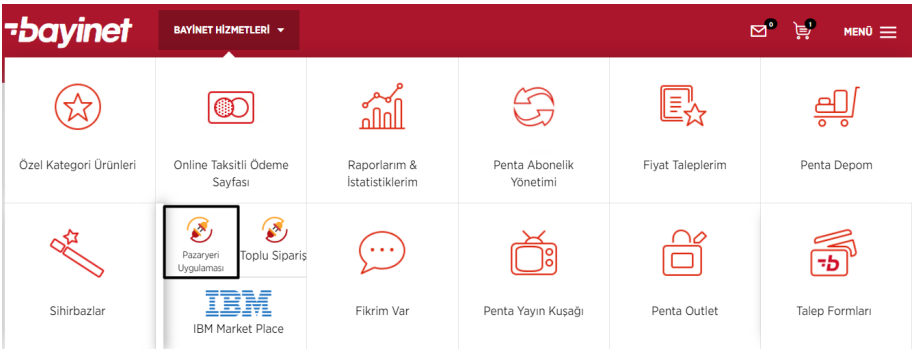 bayinet
BAYİNET HİZMETLERİ
0
1
MENÜ
Özel Kategori Ürünleri
Online Taksitli Ödeme
Sayfası
Raporlarım &
İstatistiklerim
Penta Abonelik
Yönetimi
Fiyat Taleplerim
Penta Depom
Sihirbazlar
Pazaryeri
Uygulaması
Toplu Sipariş
IBM
IBM Market Place
Fikrim Var
Penta Yayın Kuşağı
Penta Outlet
b
Talep Formları